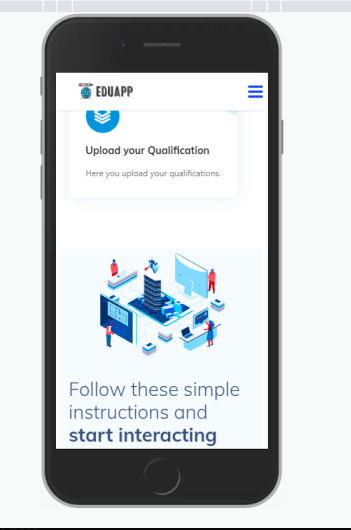 EDUAPP
Upload your Qualification
Here you upload your qualifications.
Follow these simple
instructions and
start interacting